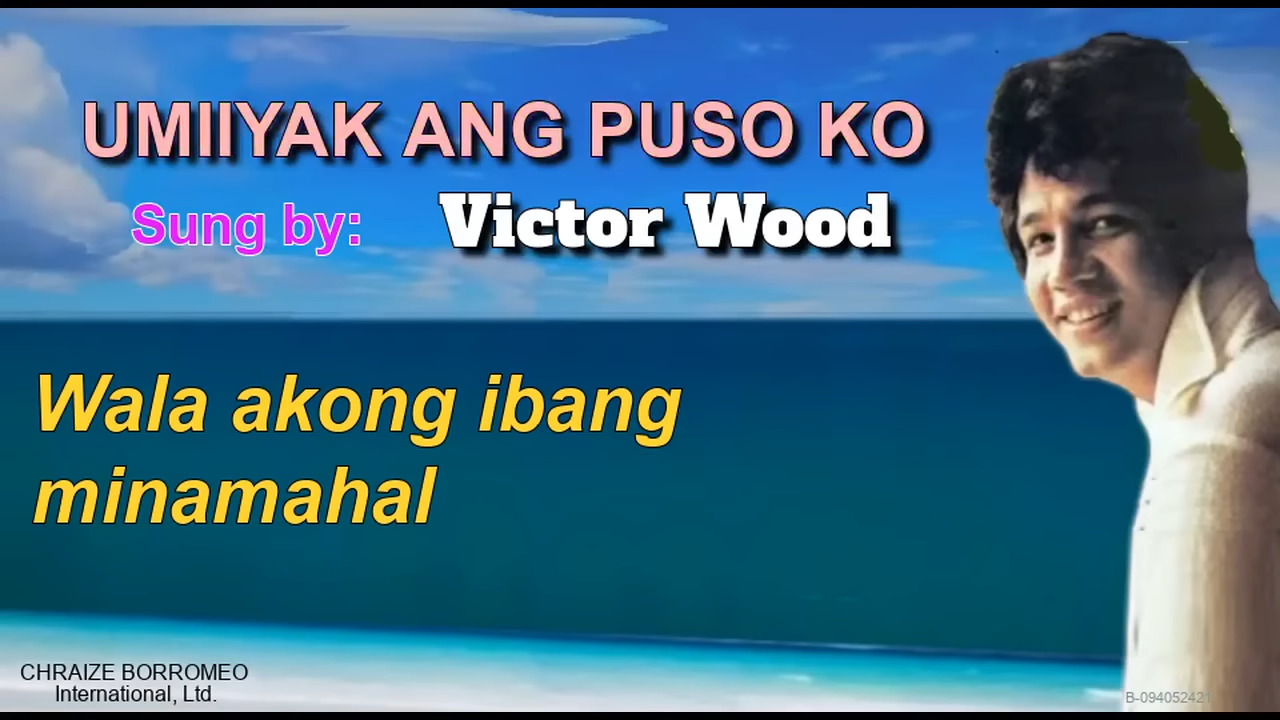 UMIIYAK ANG PUSO KO
Sung by: Victor Wood
Wala akong ibang
minamahal
CHRAIZE BORROMEO
International, Ltd.
B-094052421